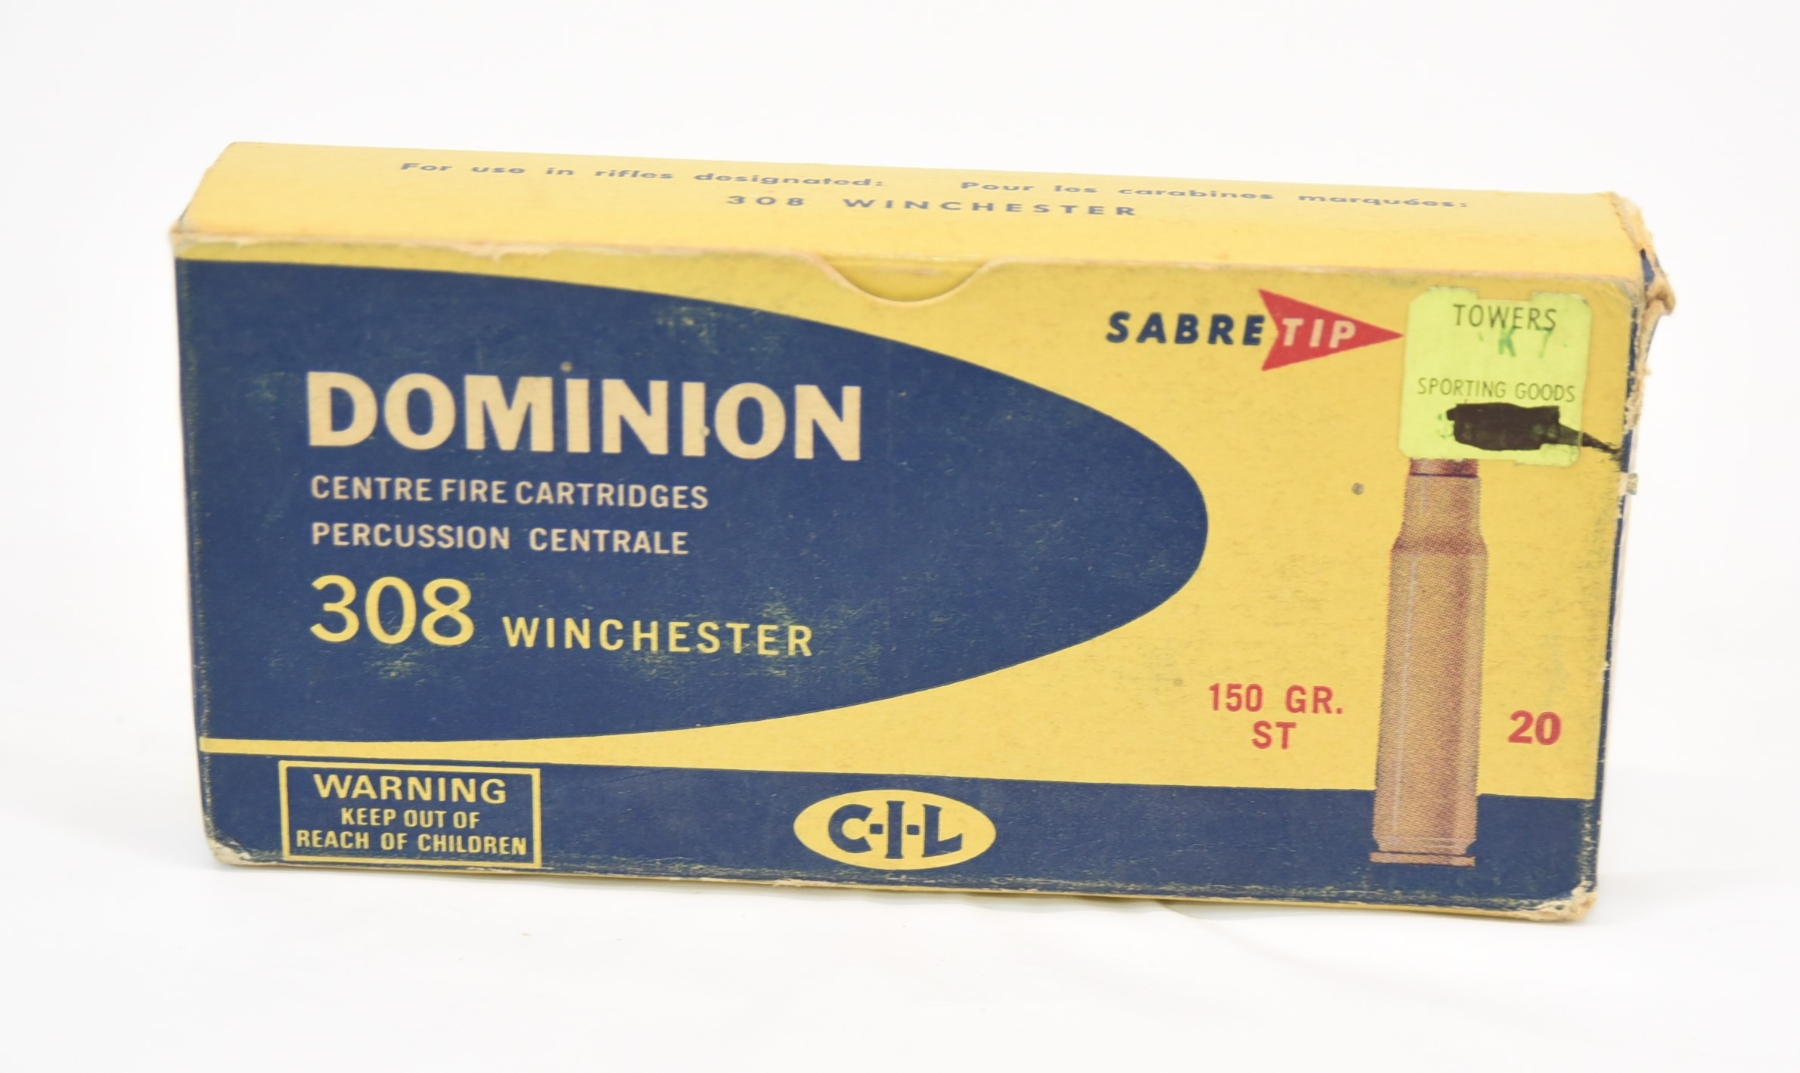 For use in rifles designated: Pour les carabines marquées:
308 WINCHESTER
SABRE TIP
TOWERS
K 7
SPORTING GOODS
DOMINION
CENTRE FIRE CARTRIDGES
PERCUSSION CENTRALE
308 WINCHESTER
150 GR.
ST
20
WARNING
KEEP OUT OF
REACH OF CHILDREN
C-I-L